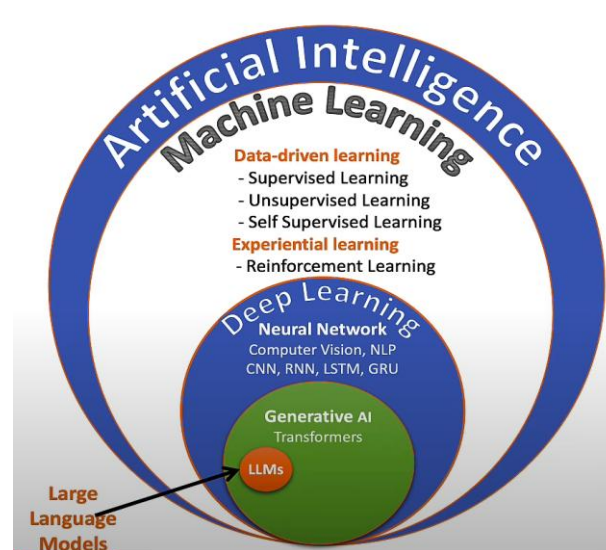 Artificial Intelligence
Machine Learning
Data-driven learning
- Supervised Learning
- Unsupervised Learning
- Self Supervised Learning
Experiential learning
- Reinforcement Learning
Deep Learning
Neural Network
Computer Vision, NLP
CNN, RNN, LSTM, GRU
Generative AI
Transformers
LLMs
Large
Language
Models